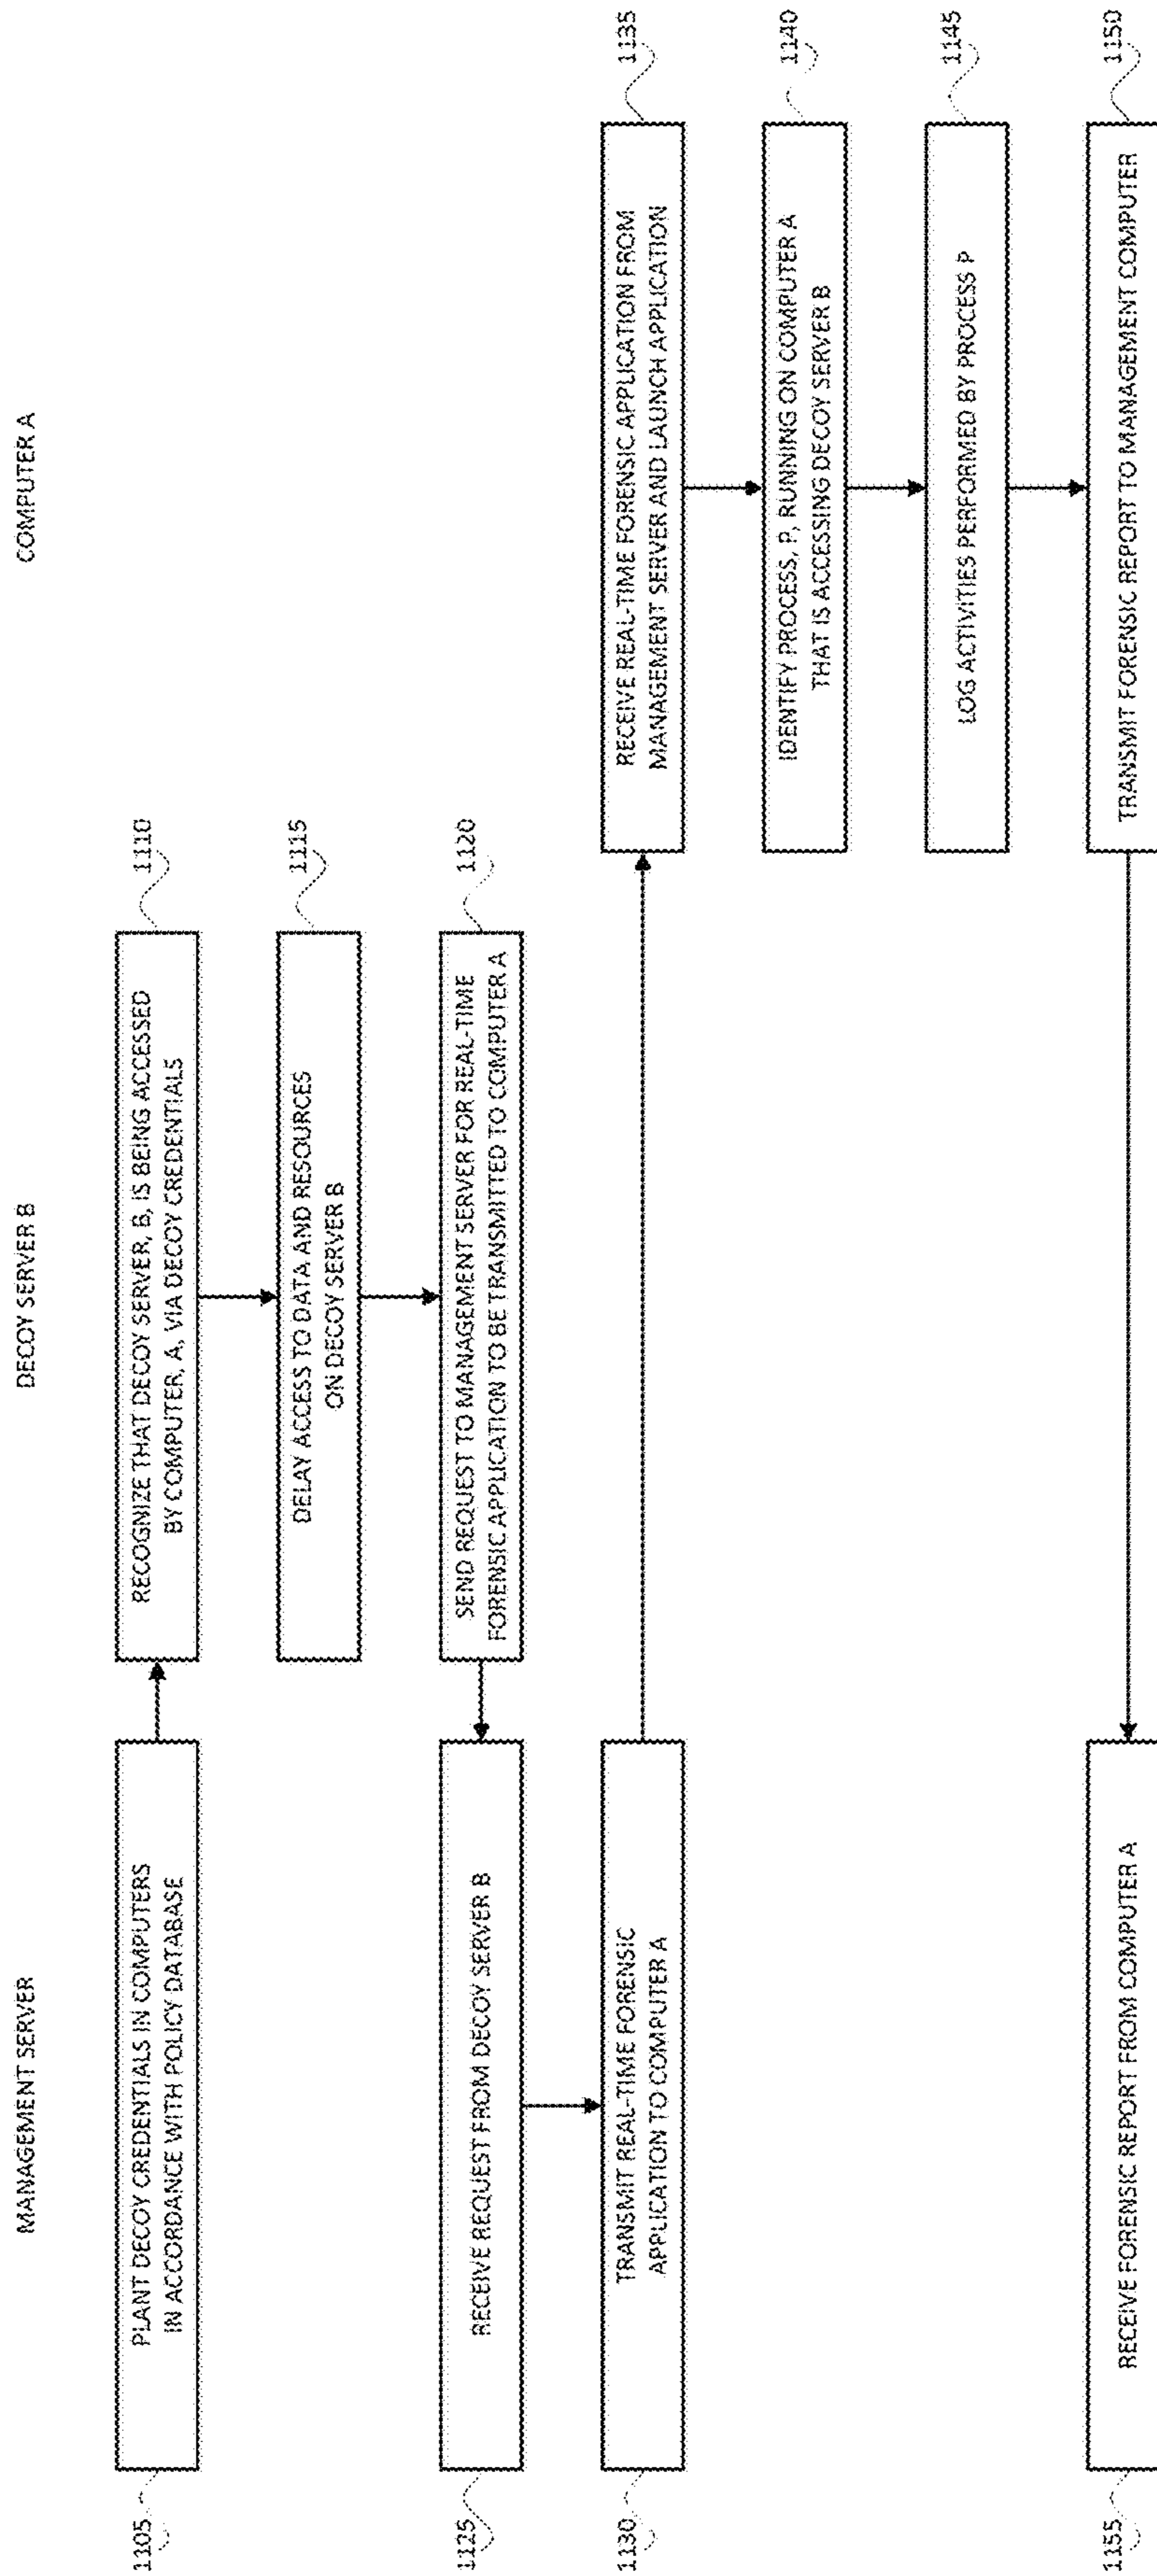 MANAGEMENT SERVER
DECOY SERVER B
COMPUTER A
1105
PLANT DECOY CREDENTIALS IN COMPUTERS
IN ACCORDANCE WITH POLICY DATABASE
RECOGNIZE THAT DECOY SERVER, B, IS BEING ACCESSED
BY COMPUTER, A, VIA DECOY CREDENTIALS
1110
DELAY ACCESS TO DATA AND RESOURCES
ON DECOY SERVER B
1115
SEND REQUEST TO MANAGEMENT SERVER FOR REAL-TIME
FORENSIC APPLICATION TO BE TRANSMITTED TO COMPUTER A
1120
1125
RECEIVE REQUEST FROM DECOY SERVER B
1130
TRANSMIT REAL-TIME FORENSIC
APPLICATION TO COMPUTER A
RECEIVE REAL-TIME FORENSIC APPLICATION FROM
MANAGEMENT SERVER AND LAUNCH APPLICATION
1135
IDENTIFY PROCESS, P, RUNNING ON COMPUTER A
THAT IS ACCESSING DECOY SERVER B
1140
LOG ACTIVITIES PERFORMED BY PROCESS P
1145
TRANSMIT FORENSIC REPORT TO MANAGEMENT COMPUTER
1150
1155
RECEIVE FORENSIC REPORT FROM COMPUTER A